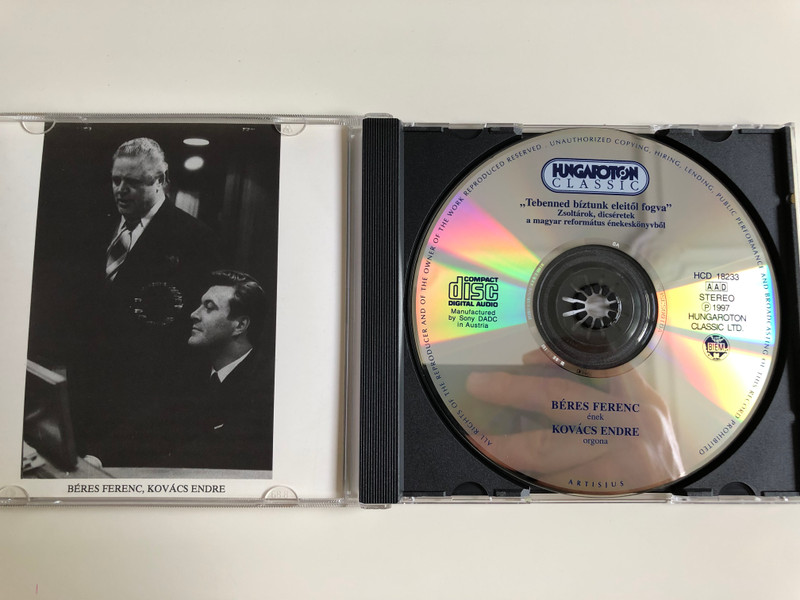 BÉRES FERENC, KOVÁCS ENDRE
ALL RIGHTS OF THE REPRODUCER AND OF THE OWNER OF THE WORK REPRODUCED RESERVED · UNAUTHORIZED COPYING, HIRING, LENDING, PUBLIC PERFORMANCE AND BROADCASTING OF THIS RECORD PROHIBITED
HUNGAROTON
CLASSIC
„Tebenned bíztunk eleitől fogva”
Zsoltárok, dicséretek
a magyar református énekeskönyvből
COMPACT
disc
DIGITAL AUDIO
Manufactured
by Sony DADC
in Austria
HCD 18233
AAD
STEREO
Ⓟ 1997
HUNGAROTON
CLASSIC LTD.
BIEM
BÉRES FERENC
ének
KOVÁCS ENDRE
orgona
ARTISJUS